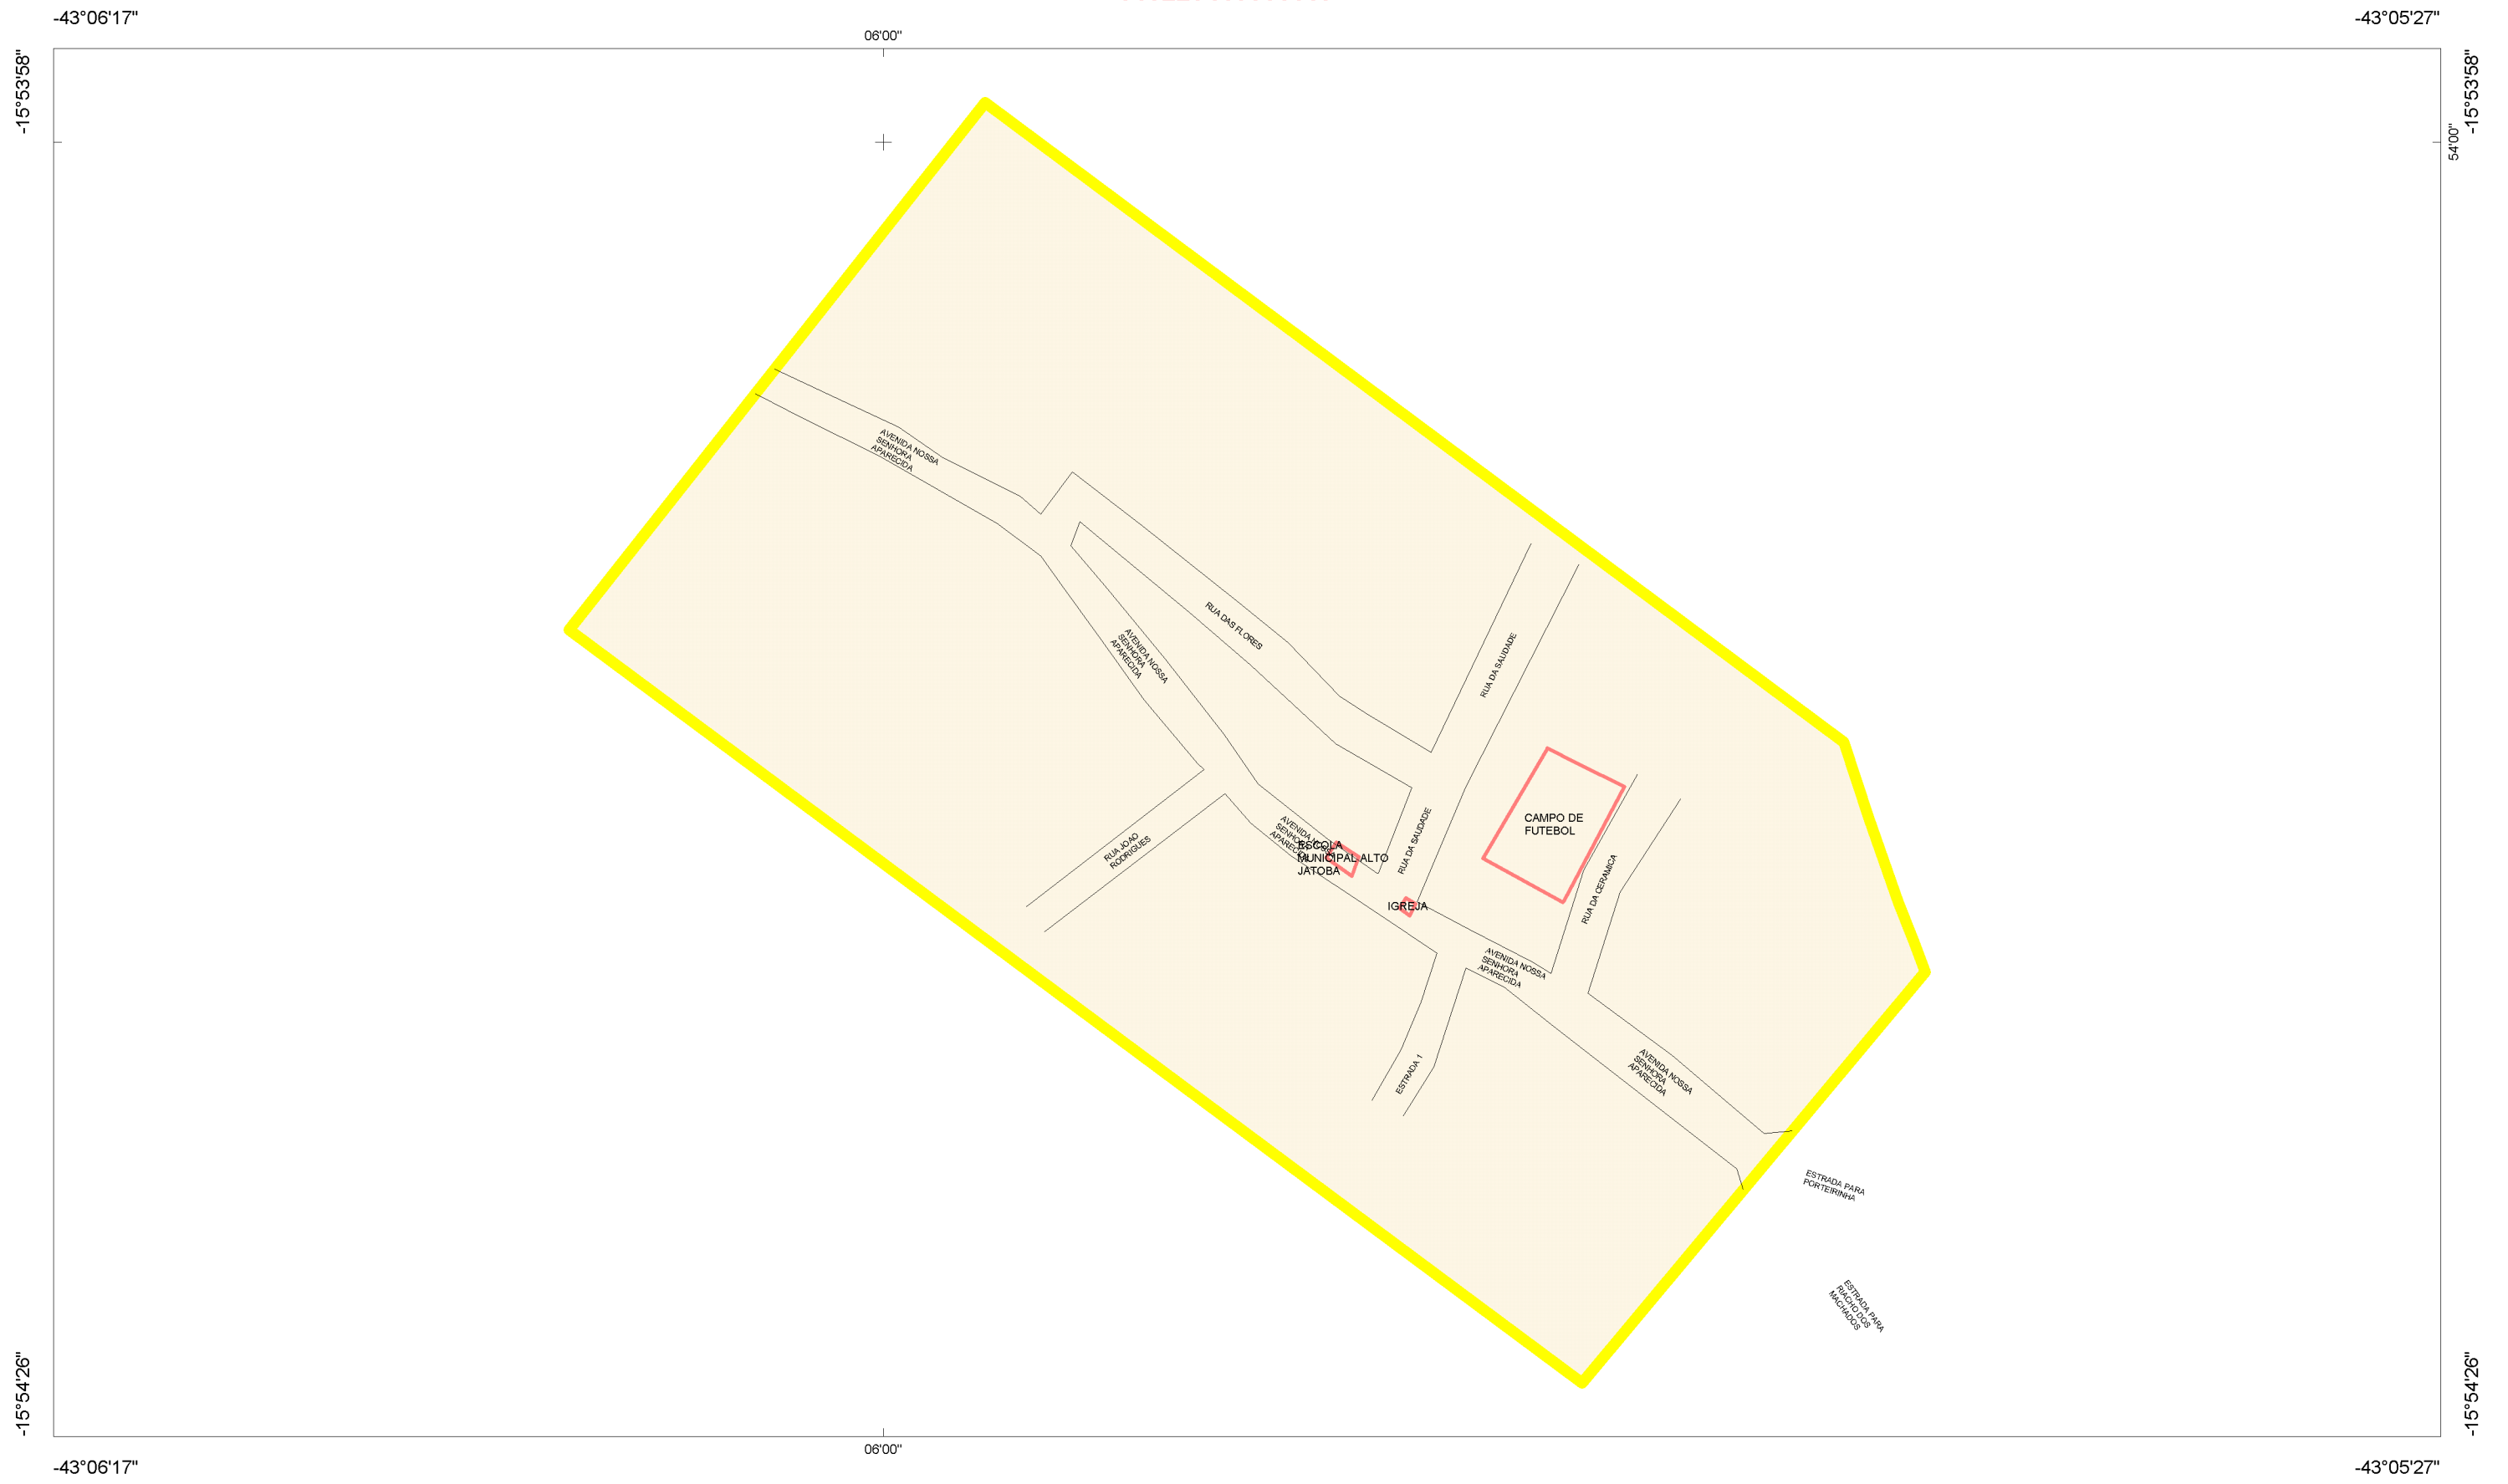 -43°06'17"
-43°05'27"
06'00"
-15°53'58"
-15°53'58"
54'00"
AVENIDA NOSSA
SENHORA
APARECIDA
RUA DAS FLORES
AVENIDA NOSSA
SENHORA
APARECIDA
RUA DA SAUDADE
RUA JOAO
RODRIGUES
AVENIDA NOSSA
SENHORA
APARECIDA
ESCOLA
MUNICIPAL ALTO
JATOBA
RUA DA SAUDADE
CAMPO DE
FUTEBOL
RUA DA CERAMICA
IGREJA
AVENIDA NOSSA
SENHORA
APARECIDA
ESTRADA 1
AVENIDA NOSSA
SENHORA
APARECIDA
ESTRADA PARA
PORTEIRINHA
ESTRADA PARA
RIACHO DOS
MACHADOS
-15°54'26"
-15°54'26"
06'00"
-43°06'17"
-43°05'27"